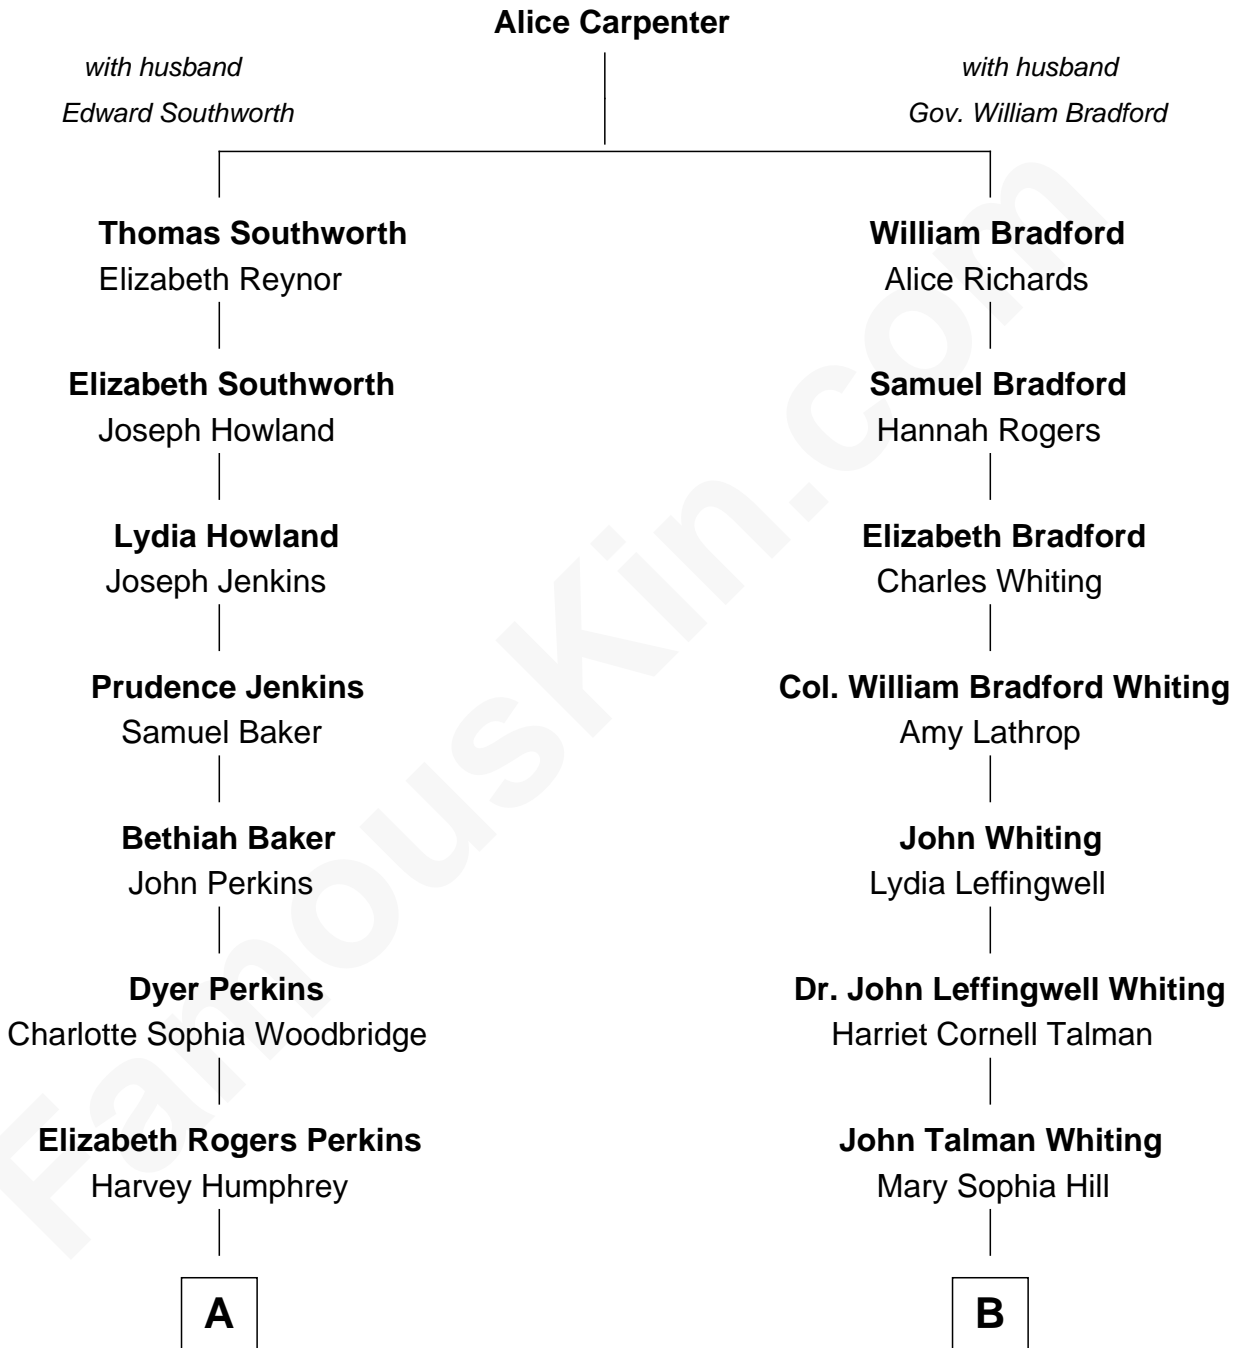 Alice Carpenter
with husband
Edward Southworth
with husband
Gov. William Bradford
Thomas Southworth
Elizabeth Reynor
William Bradford
Alice Richards
Elizabeth Southworth
Joseph Howland
Samuel Bradford
Hannah Rogers
Lydia Howland
Joseph Jenkins
Elizabeth Bradford
Charles Whiting
Prudence Jenkins
Samuel Baker
Col. William Bradford Whiting
Amy Lathrop
Bethiah Baker
John Perkins
John Whiting
Lydia Leffingwell
Dyer Perkins
Charlotte Sophia Woodbridge
Dr. John Leffingwell Whiting
Harriet Cornell Talman
Elizabeth Rogers Perkins
Harvey Humphrey
John Talman Whiting
Mary Sophia Hill
A
B
FamousKin.com